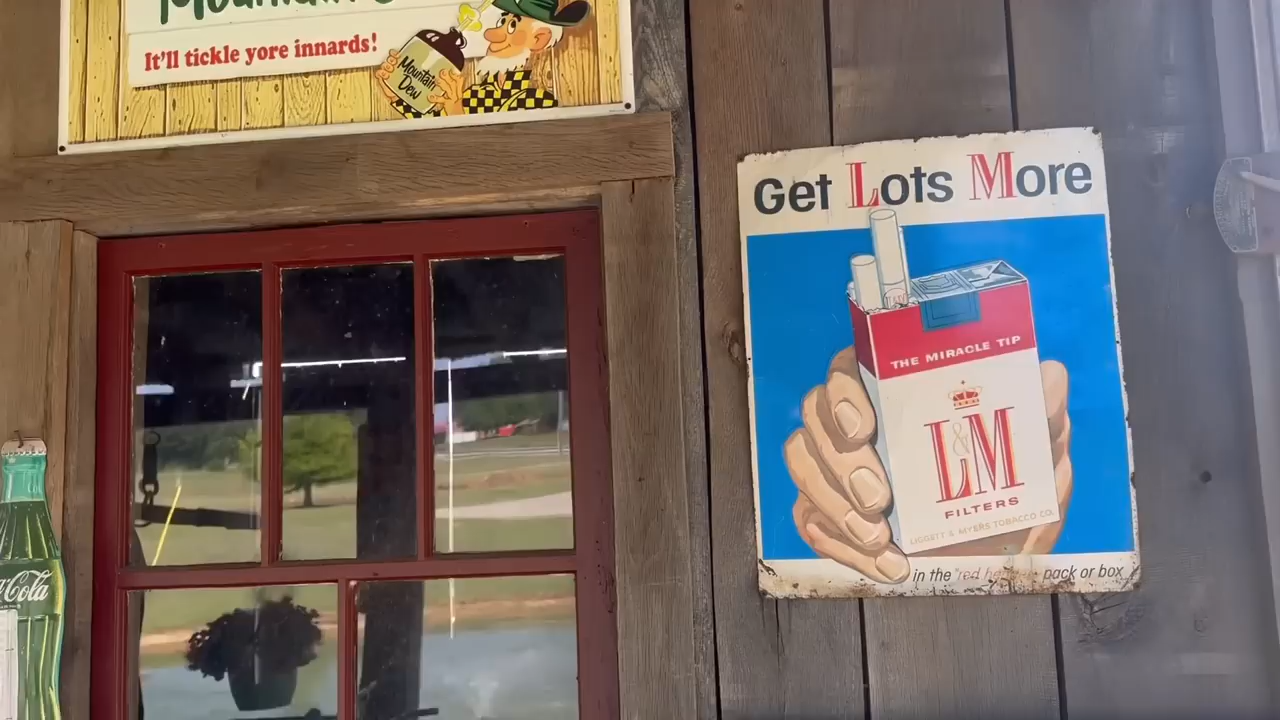 Mountain
It'll tickle yore innards!
Mountain
Dew
Get Lots More
THE MIRACLE TIP
L&M
FILTERS
LIGGETT & MYERS TOBACCO CO.
in the "red pack or box
Coca-Cola